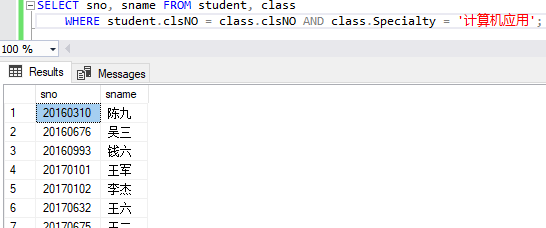 SELECT sno, sname FROM student, class
WHERE student.clsNO = class.clsNO AND class.Specialty = '计算机应用';
100 %
Results Messages
sno sname
1 20160310 陈九
2 20160676 吴三
3 20160993 钱六
4 20170101 王军
5 20170102 李杰
6 20170632 王六
7 20170675 王二